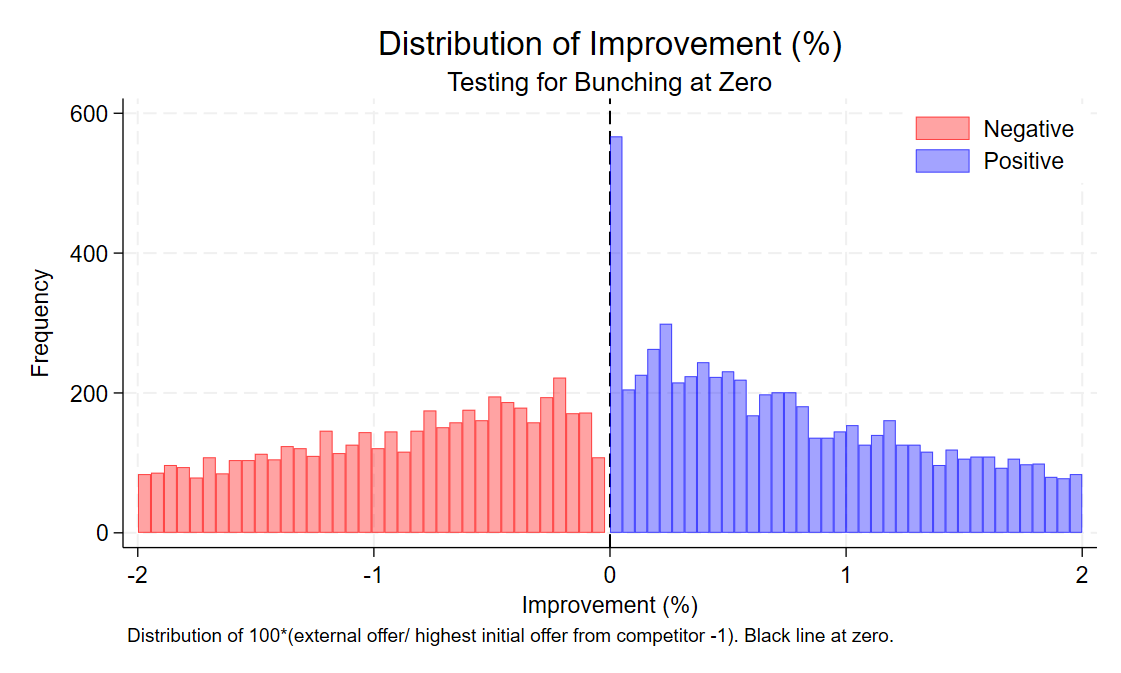 Distribution of Improvement (%)
Testing for Bunching at Zero
Negative
Positive
Frequency
600
400
200
0
-2
-1
0
1
2
Improvement (%)
Distribution of 100*(external offer/ highest initial offer from competitor -1). Black line at zero.